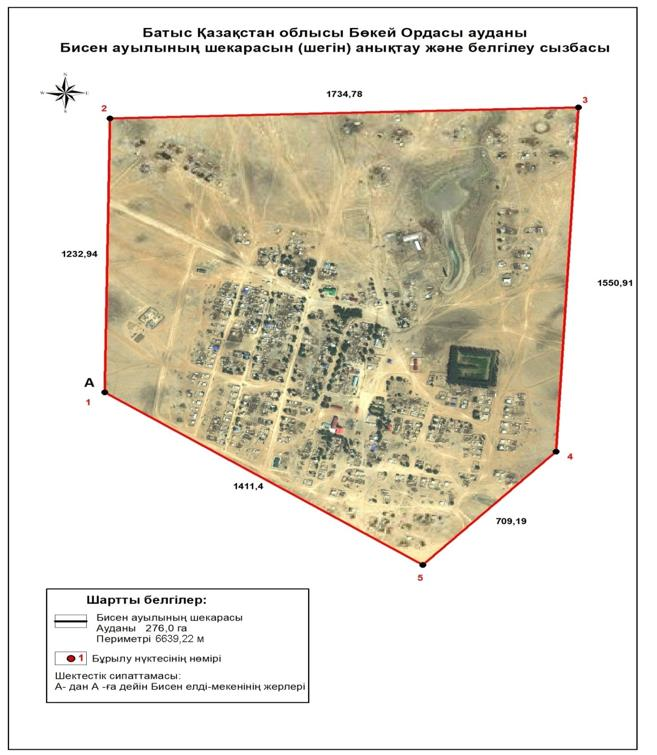 Батыс Қазақстан облысы Бөкей Ордасы ауданы
Бисен ауылының шекарасын (шегін) анықтау және белгілеу сызбасы
N
W E
S
1734,78
2
3
1232,94
1550,91
A
1
4
1411,4
709,19
5
Шартты белгілер:
Бисен ауылының шекарасы
Ауданы 276,0 га
Периметрі 6639,22 м
1 Бұрылу нүктесінің нөмірі
Шектестік сипаттамасы:
А- дан А -ға дейін Бисен елді-мекенінің жерлері